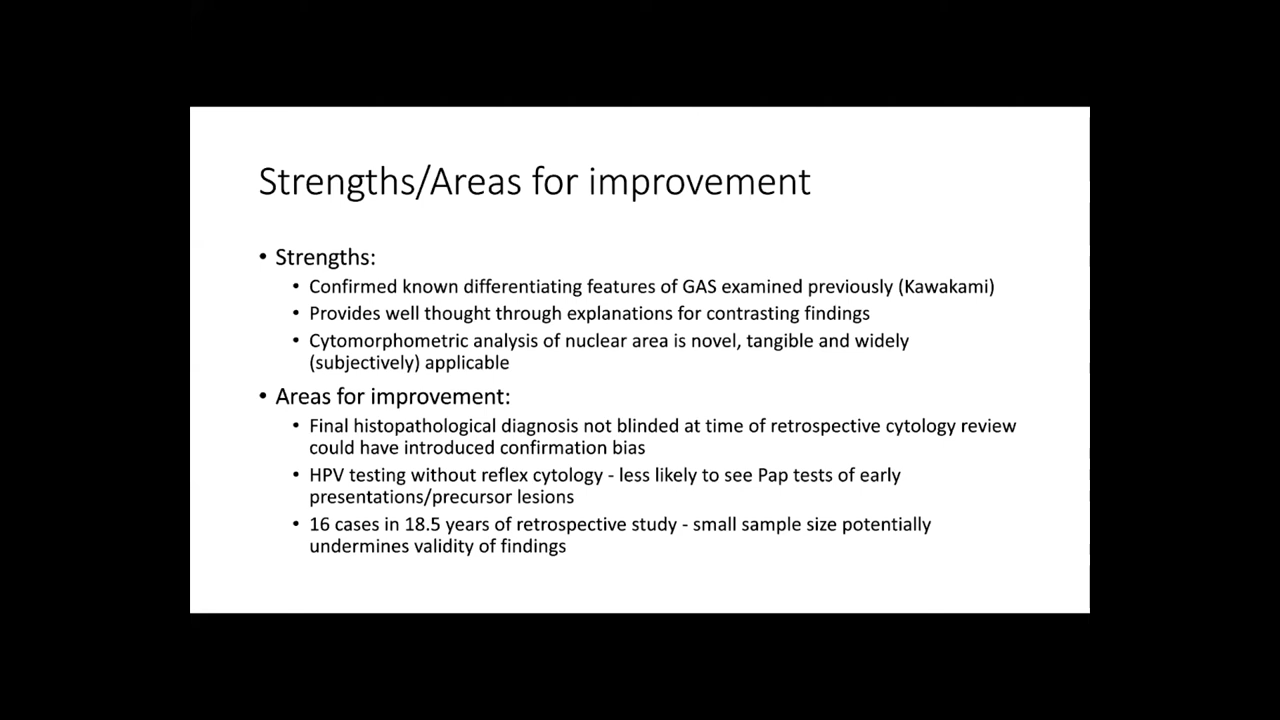 Strengths/Areas for improvement
• Strengths:
• Confirmed known differentiating features of GAS examined previously (Kawakami)
• Provides well thought through explanations for contrasting findings
• Cytomorphometric analysis of nuclear area is novel, tangible and widely
(subjectively) applicable
• Areas for improvement:
• Final histopathological diagnosis not blinded at time of retrospective cytology review
could have introduced confirmation bias
• HPV testing without reflex cytology - less likely to see Pap tests of early
presentations/precursor lesions
• 16 cases in 18.5 years of retrospective study - small sample size potentially
undermines validity of findings